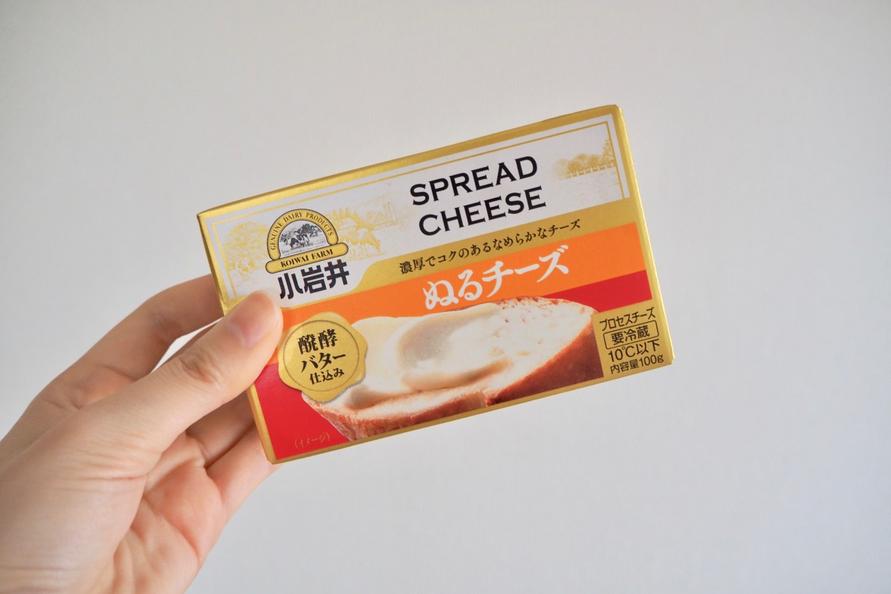 SPREAD
CHEESE
GENUINE DAIRY PRODUCTS
KOIWAI FARM
小岩井
濃厚でコクのあるなめらかなチーズ
ぬるチーズ
醗酵
バター
仕込み
プロセスチーズ
要冷蔵
10℃以下
内容量100g
(イメージ)